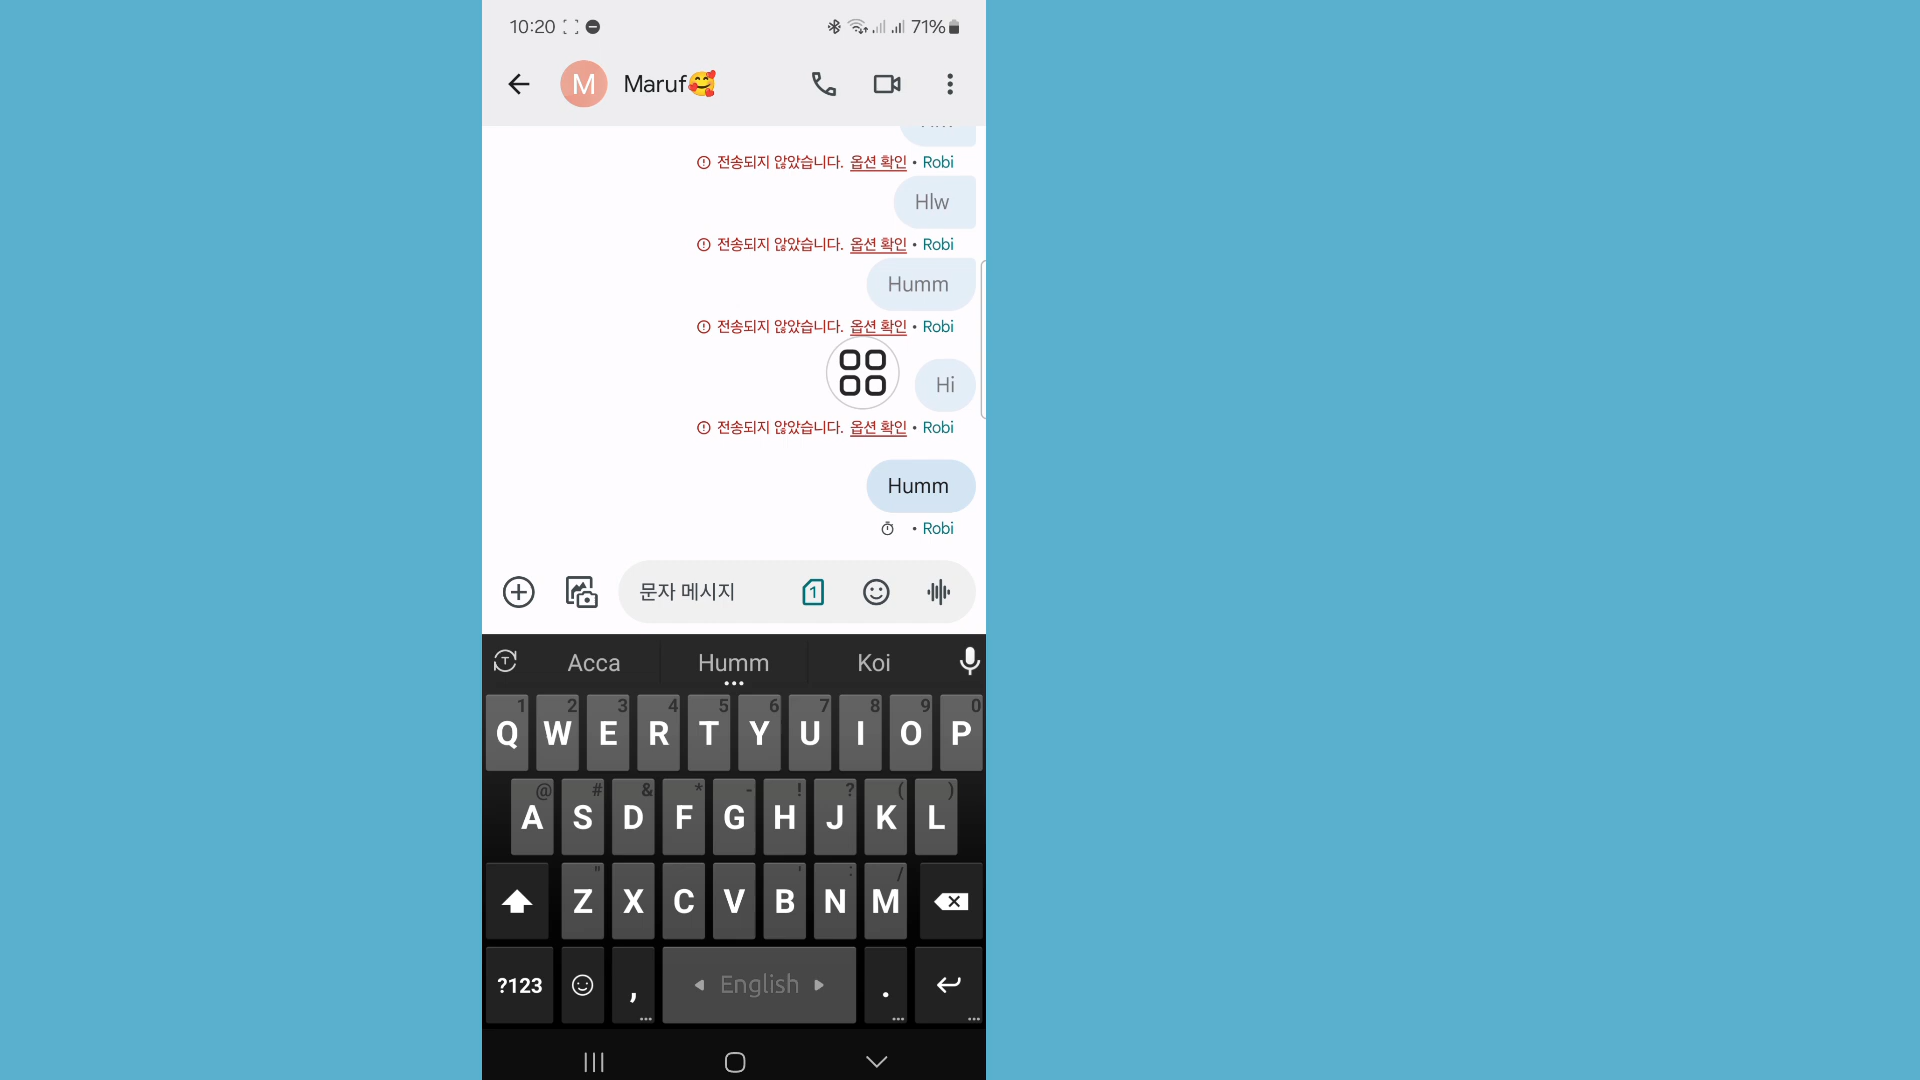 10:20 71%
M Maruf🥰
전송되지 않았습니다. 옵션 확인 • Robi
Hlw
전송되지 않았습니다. 옵션 확인 • Robi
Humm
전송되지 않았습니다. 옵션 확인 • Robi
Hi
전송되지 않았습니다. 옵션 확인 • Robi
Humm
• Robi
문자 메시지 1
T Acca Humm Koi
1 2 3 4 5 6 7 8 9 0
Q W E R T Y U I O P
@ # & * - ! ? ( )
A S D F G H J K L
" ' : /
Z X C V B N M
?123 , English .